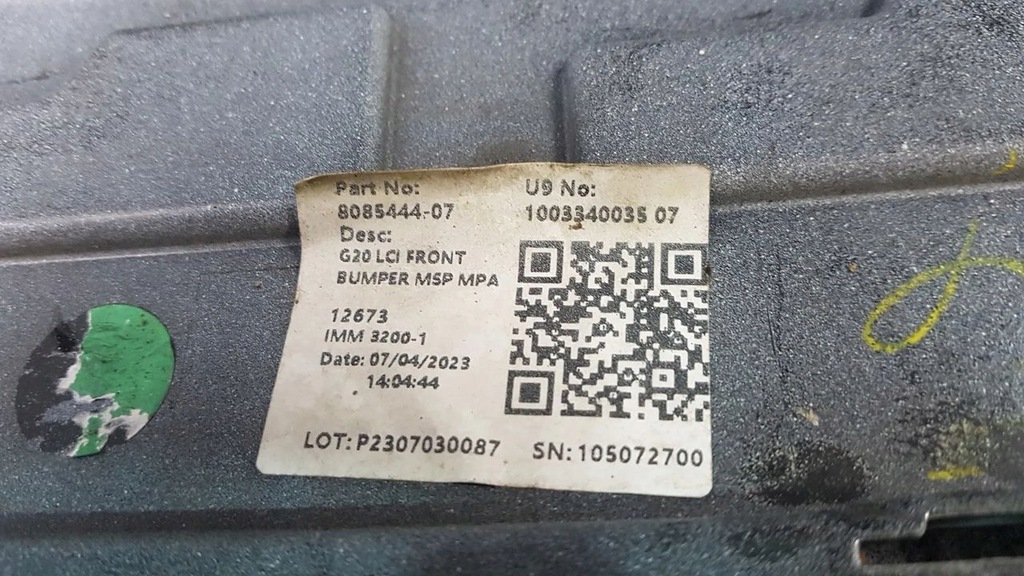 Part No:
8085444-07
U9 No:
1003340035 07
Desc:
G20 LCI FRONT
BUMPER MSP MPA
12673
IMM 3200-1
Date: 07/04/2023
14:04:44
LOT: P2307030087
SN: 105072700